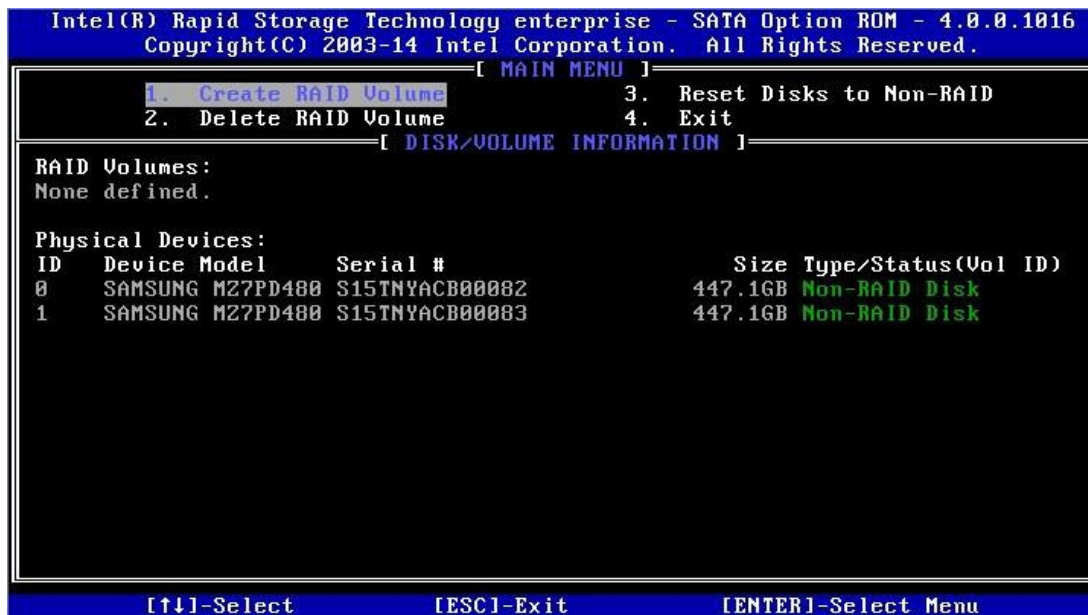 Intel(R) Rapid Storage Technology enterprise - SATA Option ROM - 4.0.0.1016
Copyright(C) 2003-14 Intel Corporation. All Rights Reserved.
[ MAIN MENU ]
1. Create RAID Volume 3. Reset Disks to Non-RAID
2. Delete RAID Volume 4. Exit
[ DISK/VOLUME INFORMATION ]
RAID Volumes:
None defined.
Physical Devices:
ID Device Model Serial # Size Type/Status(Vol ID)
0 SAMSUNG MZ7PD480 S15TNYACB00082 447.1GB Non-RAID Disk
1 SAMSUNG MZ7PD480 S15TNYACB00083 447.1GB Non-RAID Disk
[↑↓]-Select [ESC]-Exit [ENTER]-Select Menu